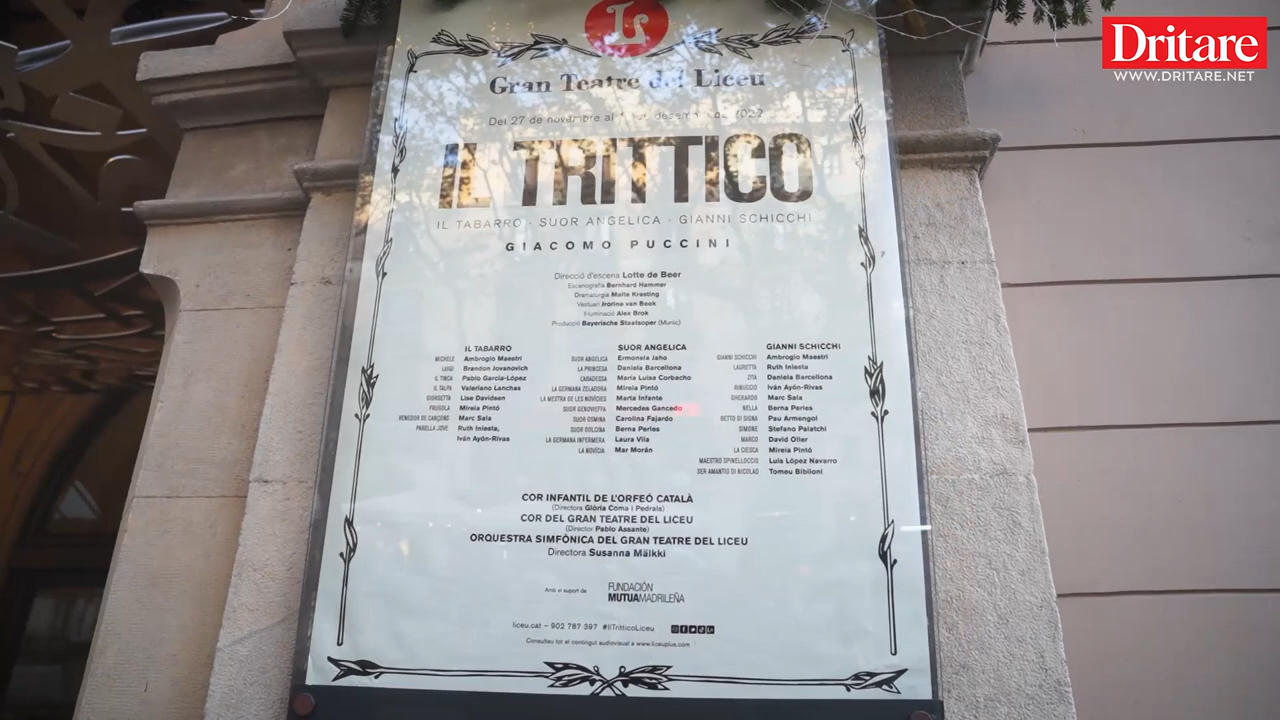 Dritare
WWW.DRITARE.NET
Gran Teatre del Liceu
Del 27 de novembre al desembre de 2022
IL TRITTICO
IL TABARRO · SUOR ANGELICA · GIANNI SCHICCHI
GIACOMO PUCCINI
Direcció d'escena Lotte de Beer
Escenografia Bernhard Hammer
Dramatúrgia Malte Krasting
Vestuari Jorine van Beek
Il·luminació Alex Brok
Producció Bayerische Staatsoper (Munic)
IL TABARRO
MICHELE Ambrogio Maestri
LUIGI Brandon Jovanovich
IL TINCA Pablo García-López
IL TALPA Valeriano Lanchas
GIORGETTA Lise Davidsen
FRUGOLA Mireia Pintó
VENEDOR DE CANÇONS Marc Sala
PARELLA JOVE Ruth Iniesta,
Iván Ayón-Rivas
SUOR ANGELICA
SUOR ANGELICA Ermonela Jaho
LA PRINCESA Daniela Barcellona
L'ABADESSA María Luisa Corbacho
LA GERMANA ZELADORA Mireia Pintó
LA MESTRA DE LES NOVÍCIES Marta Infante
SUOR GENOVIEFFA Mercedes Gancedo
SUOR OSMINA Carolina Fajardo
SUOR DOLCINA Berna Perles
LA GERMANA INFERMERA Laura Vila
LA NOVÍCIA Mar Morán
GIANNI SCHICCHI
GIANNI SCHICCHI Ambrogio Maestri
LAURETTA Ruth Iniesta
ZITA Daniela Barcellona
RINUCCIO Iván Ayón-Rivas
GHERARDO Marc Sala
NELLA Berna Perles
BETTO DI SIGNA Pau Armengol
SIMONE Stefano Palatchi
MARCO David Oller
LA CIESCA Mireia Pintó
MAESTRO SPINELLOCCIO Luis López Navarro
SER AMANTIO DI NICOLAO Tomeu Bibiloni
COR INFANTIL DE L'ORFEÓ CATALÀ
(Directora Glòria Coma i Pedrals)
COR DEL GRAN TEATRE DEL LICEU
(Director Pablo Assante)
ORQUESTRA SIMFÒNICA DEL GRAN TEATRE DEL LICEU
Directora Susanna Mälkki
Amb el suport de
FUNDACIÓN
MUTUAMADRILEÑA
liceu.cat – 902 787 397 #IlTritticoLiceu
Consulteu tot el contingut audiovisual a www.liceuplus.com